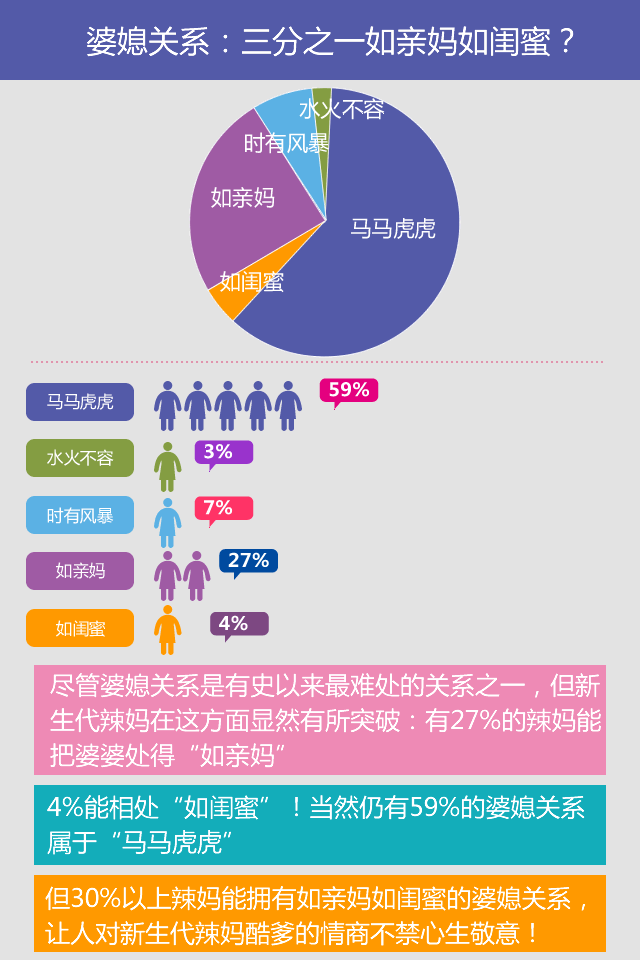 婆媳关系：三分之一如亲妈如闺蜜？
水火不容
时有风暴
如亲妈
马马虎虎
如闺蜜
马马虎虎 59%
水火不容 3%
时有风暴 7%
如亲妈 27%
如闺蜜 4%
尽管婆媳关系是有史以来最难处的关系之一，但新
生代辣妈在这方面显然有所突破：有27%的辣妈能
把婆婆处得“如亲妈”
4%能相处“如闺蜜”！当然仍有59%的婆媳关系
属于“马马虎虎”
但30%以上辣妈能拥有如亲妈如闺蜜的婆媳关系，
让人对新生代辣妈酷爹的情商不禁心生敬意！